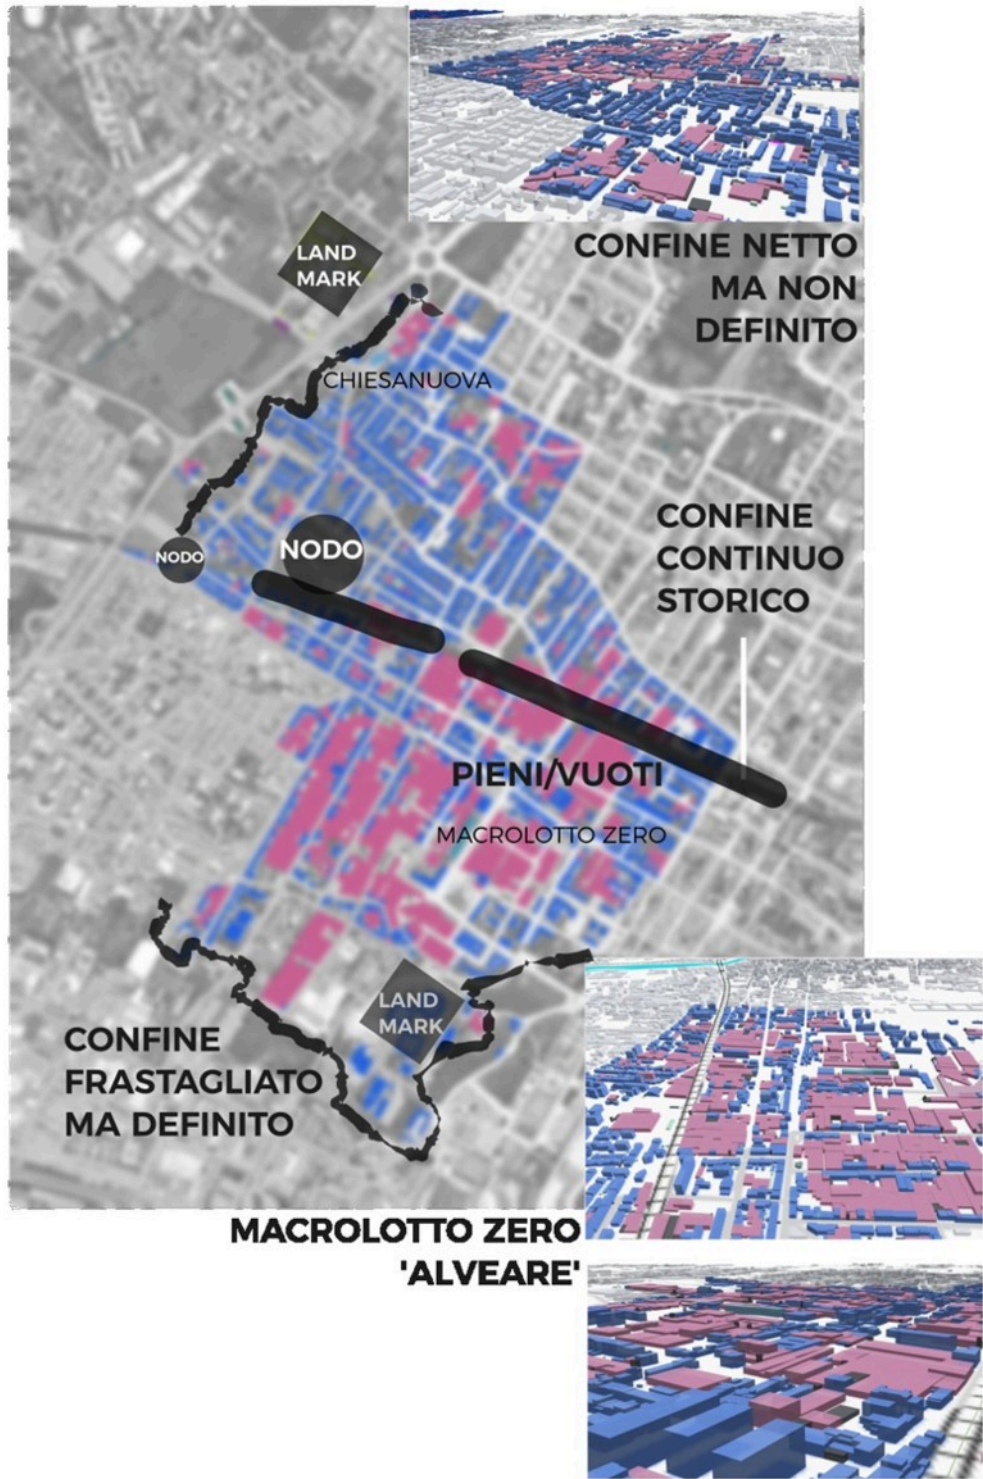 CONFINE NETTO
MA NON
DEFINITO
LAND
MARK
CHIESANUOVA
CONFINE
CONTINUO
STORICO
NODO
NODO
PIENI/VUOTI
MACROLOTTO ZERO
LAND
MARK
CONFINE
FRASTAGLIATO
MA DEFINITO
MACROLOTTO ZERO
'ALVEARE'